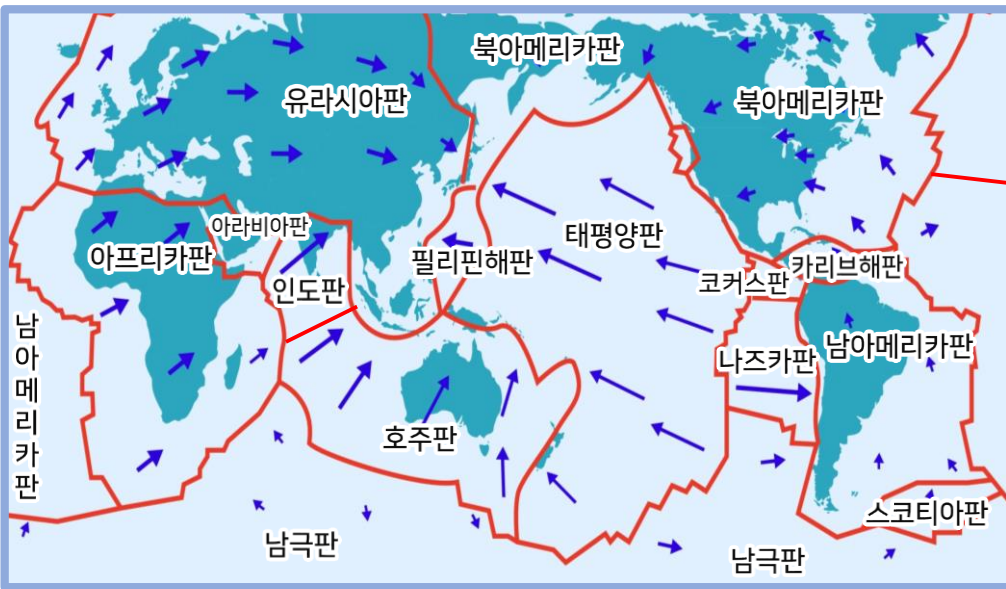 북아메리카판
유라시아판
북아메리카판
아라비아판
아프리카판
인도판
필리핀해판
태평양판
코커스판
카리브해판
남아메리카판
나즈카판
남아메리카판
호주판
스코티아판
남극판
남극판